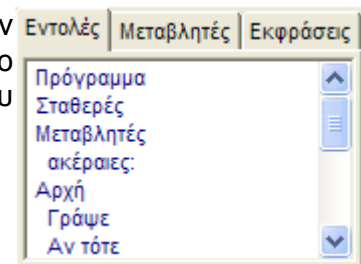 ν
ο
υ
Εντολές Μεταβλητές Εκφράσεις
Πρόγραμμα
Σταθερές
Μεταβλητές
ακέραιες:
Αρχή
Γράψε
Αν τότε